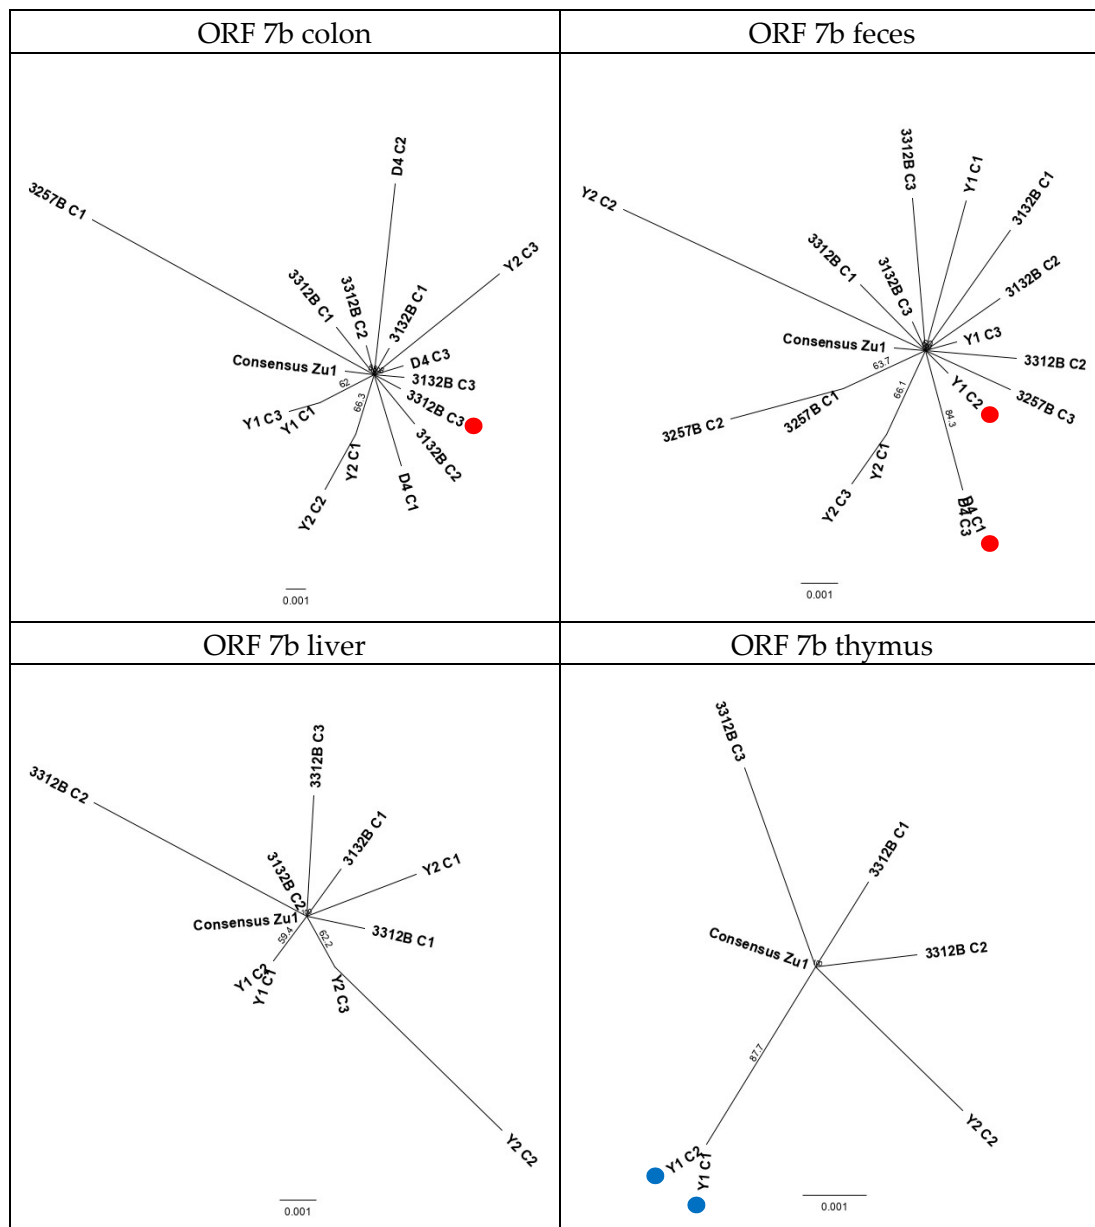 ORF 7b colon
D4 C2
3257B C1
Y2 C3
3312B C1
3312B C2
3132B C1
Consensus Zu1
D4 C3
3132B C3
3312B C3
62
66.3
Y1 C3
Y1 C1
3132B C2
Y2 C1
D4 C1
Y2 C2
0.001
ORF 7b feces
3312B C3
Y1 C1
3132B C1
Y2 C2
3312B C1
3132B C3
3132B C2
Consensus Zu1
Y1 C3
3312B C2
63.7
66.1
Y1 C2
3257B C3
3257B C1
3257B C2
84.3
Y2 C1
Y2 C3
D4 C1
D4 C3
0.001
ORF 7b liver
3312B C3
3312B C2
3132B C1
3132B C2
Y2 C1
Consensus Zu1
3312B C1
59.4
62.2
Y1 C2
Y1 C1
Y2 C3
Y2 C2
0.001
ORF 7b thymus
3312B C3
3312B C1
Consensus Zu1
3312B C2
87.7
Y2 C2
Y1 C2
Y1 C1
0.001